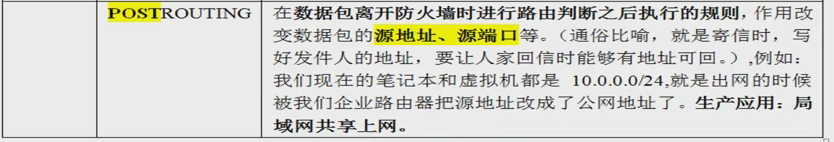 POSTROUTING
在数据包离开防火墙时进行路由判断之后执行的规则，作用改
变数据包的源地址、源端口等。（通俗比喻，就是寄信时，写
好发件人的地址，要让人家回信时能够有地址可回。）,例如：
我们现在的笔记本和虚拟机都是 10.0.0.0/24,就是出网的时候
被我们企业路由器把源地址改成了公网地址了。生产应用：局
域网共享上网。